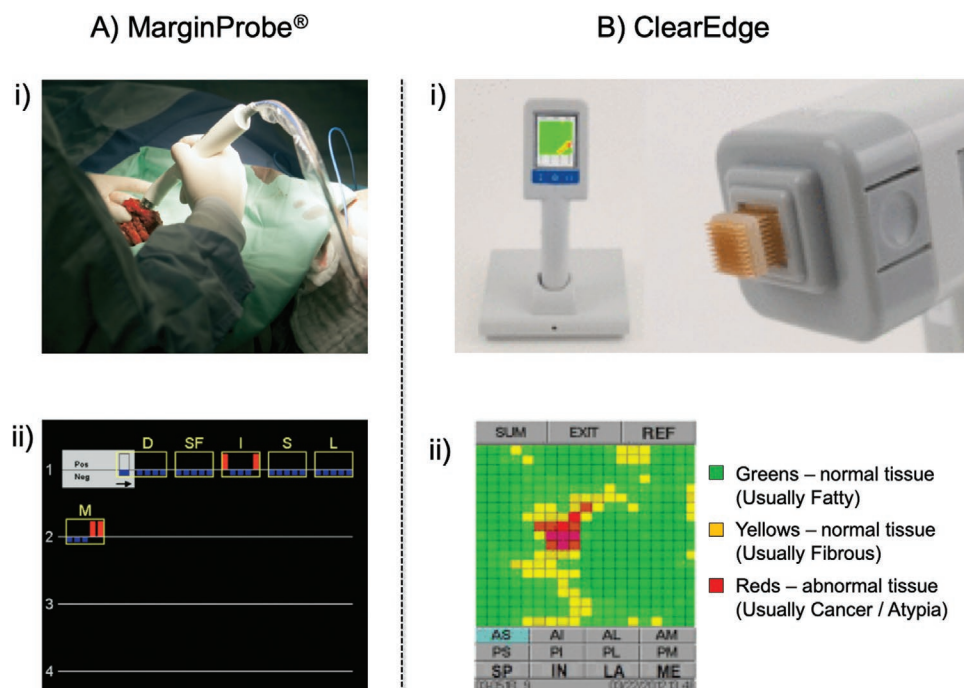 A) MarginProbe®
B) ClearEdge
i)
i)
ii)
D SF I S L
1
Pos
Neg
M
2
3
4
ii)
SUM EXIT REF
AS AI AL AM
PS PI PL PM
SP IN LA ME
Greens – normal tissue
(Usually Fatty)
Yellows – normal tissue
(Usually Fibrous)
Reds – abnormal tissue
(Usually Cancer / Atypia)